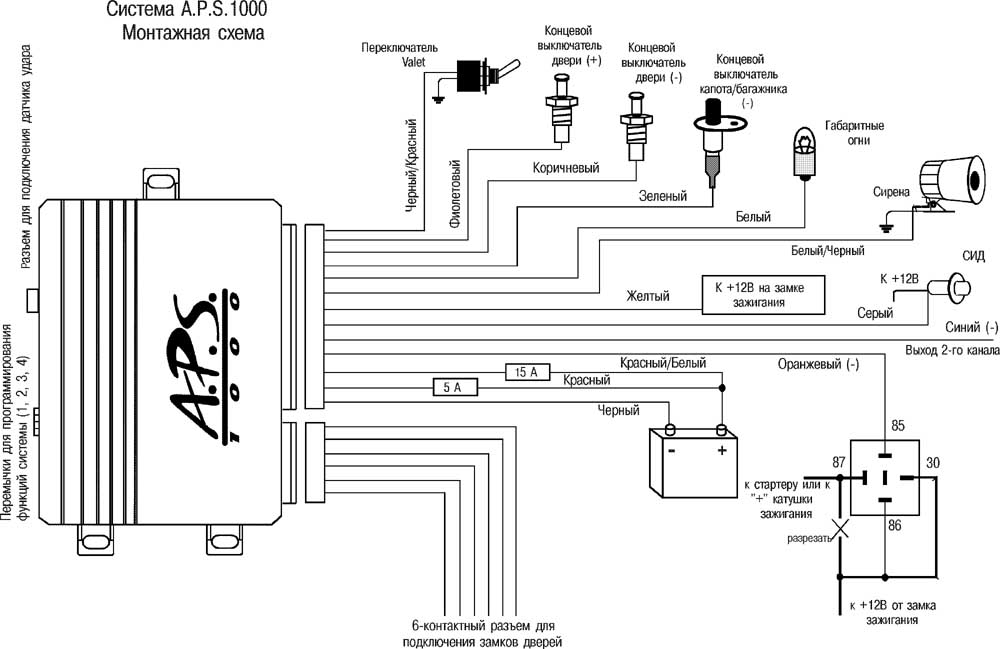 Система A.P.S.1000
Монтажная схема
Переключатель
Valet
Концевой
выключатель
двери (+)
Концевой
выключатель
двери (-)
Концевой
выключатель
капота/багажника
(-)
Габаритные
огни
Сирена
СИД
Разъем для подключения датчика удара
Перемычки для программирования
функций системы (1, 2, 3, 4)
A.P.S.
1000
Черный/Красный
Фиолетовый
Коричневый
Зеленый
Белый
Белый/Черный
Желтый
К +12В на замке
зажигания
К +12В
Серый
Синий (-)
Выход 2-го канала
Оранжевый (-)
Красный/Белый
15 А
Красный
5 А
Черный
- +
85
87
30
86
к стартеру или к
"+" катушки
зажигания
разрезать
к +12В от замка
зажигания
6-контактный разъем для
подключения замков дверей